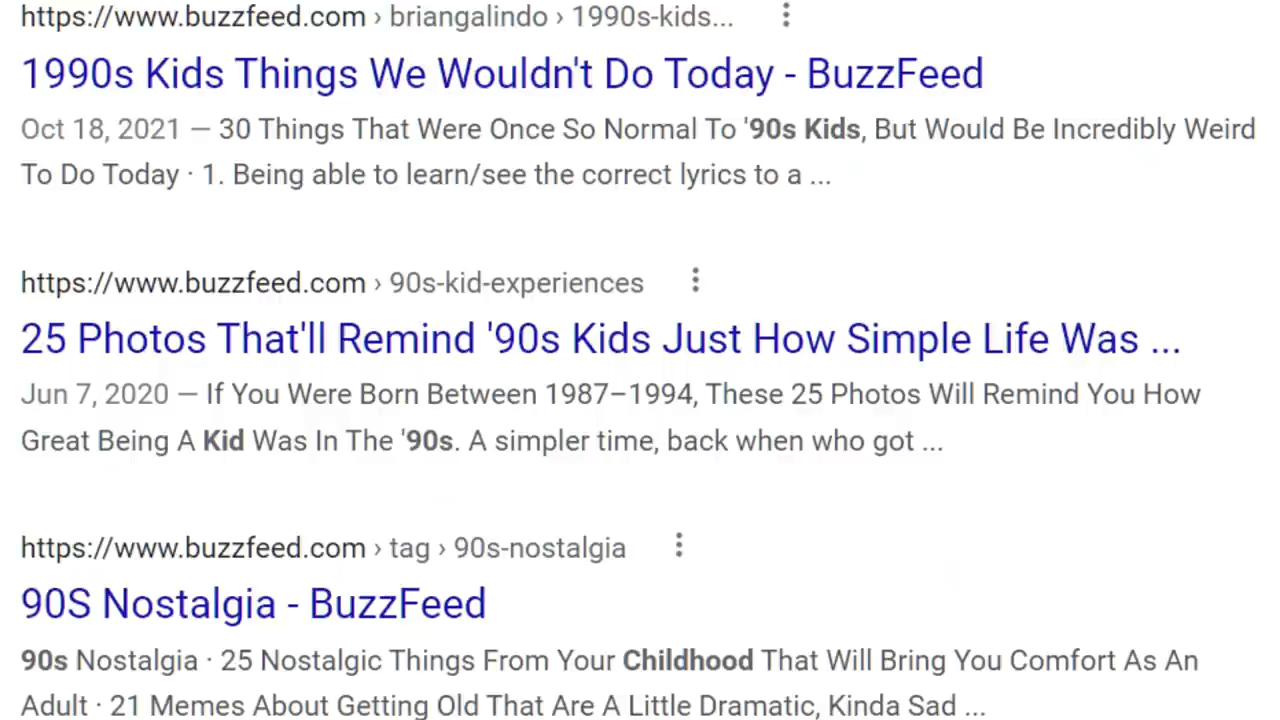 https://www.buzzfeed.com › briangalindo › 1990s-kids...
1990s Kids Things We Wouldn't Do Today - BuzzFeed
Oct 18, 2021 — 30 Things That Were Once So Normal To '90s Kids, But Would Be Incredibly Weird
To Do Today · 1. Being able to learn/see the correct lyrics to a ...
https://www.buzzfeed.com › 90s-kid-experiences
25 Photos That'll Remind '90s Kids Just How Simple Life Was ...
Jun 7, 2020 — If You Were Born Between 1987–1994, These 25 Photos Will Remind You How
Great Being A Kid Was In The '90s. A simpler time, back when who got ...
https://www.buzzfeed.com › tag › 90s-nostalgia
90S Nostalgia - BuzzFeed
90s Nostalgia · 25 Nostalgic Things From Your Childhood That Will Bring You Comfort As An
Adult · 21 Memes About Getting Old That Are A Little Dramatic, Kinda Sad ...